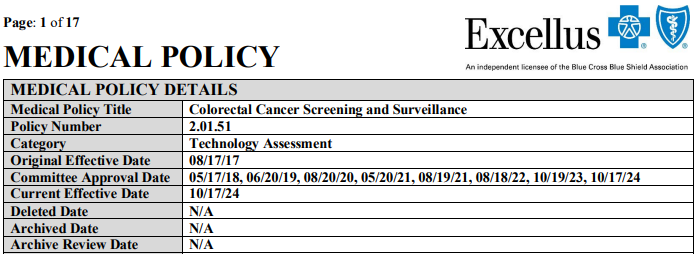 Page: 1 of 17
Excellus
MEDICAL POLICY
An independent licensee of the Blue Cross Blue Shield Association
MEDICAL POLICY DETAILS
Medical Policy Title Colorectal Cancer Screening and Surveillance
Policy Number 2.01.51
Category Technology Assessment
Original Effective Date 08/17/17
Committee Approval Date 05/17/18, 06/20/19, 08/20/20, 05/20/21, 08/19/21, 08/18/22, 10/19/23, 10/17/24
Current Effective Date 10/17/24
Deleted Date N/A
Archived Date N/A
Archive Review Date N/A